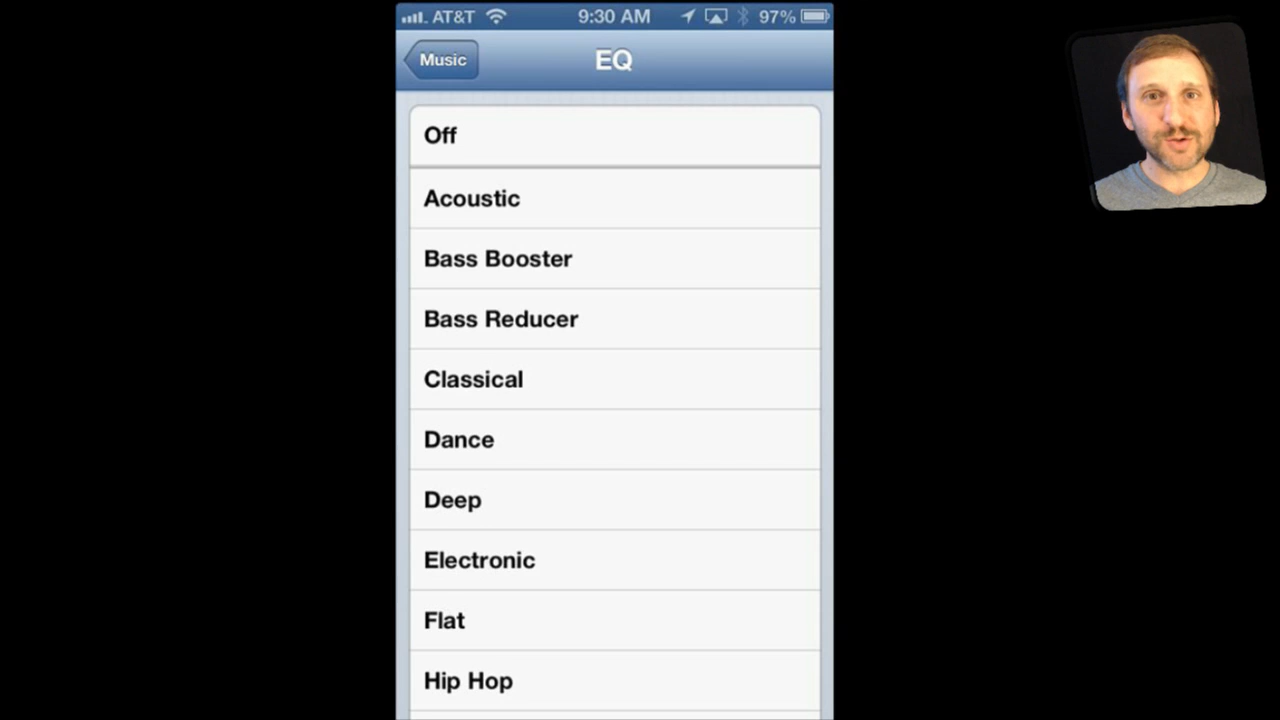 AT&T 9:30 AM 97%
Music EQ
Off
Acoustic
Bass Booster
Bass Reducer
Classical
Dance
Deep
Electronic
Flat
Hip Hop